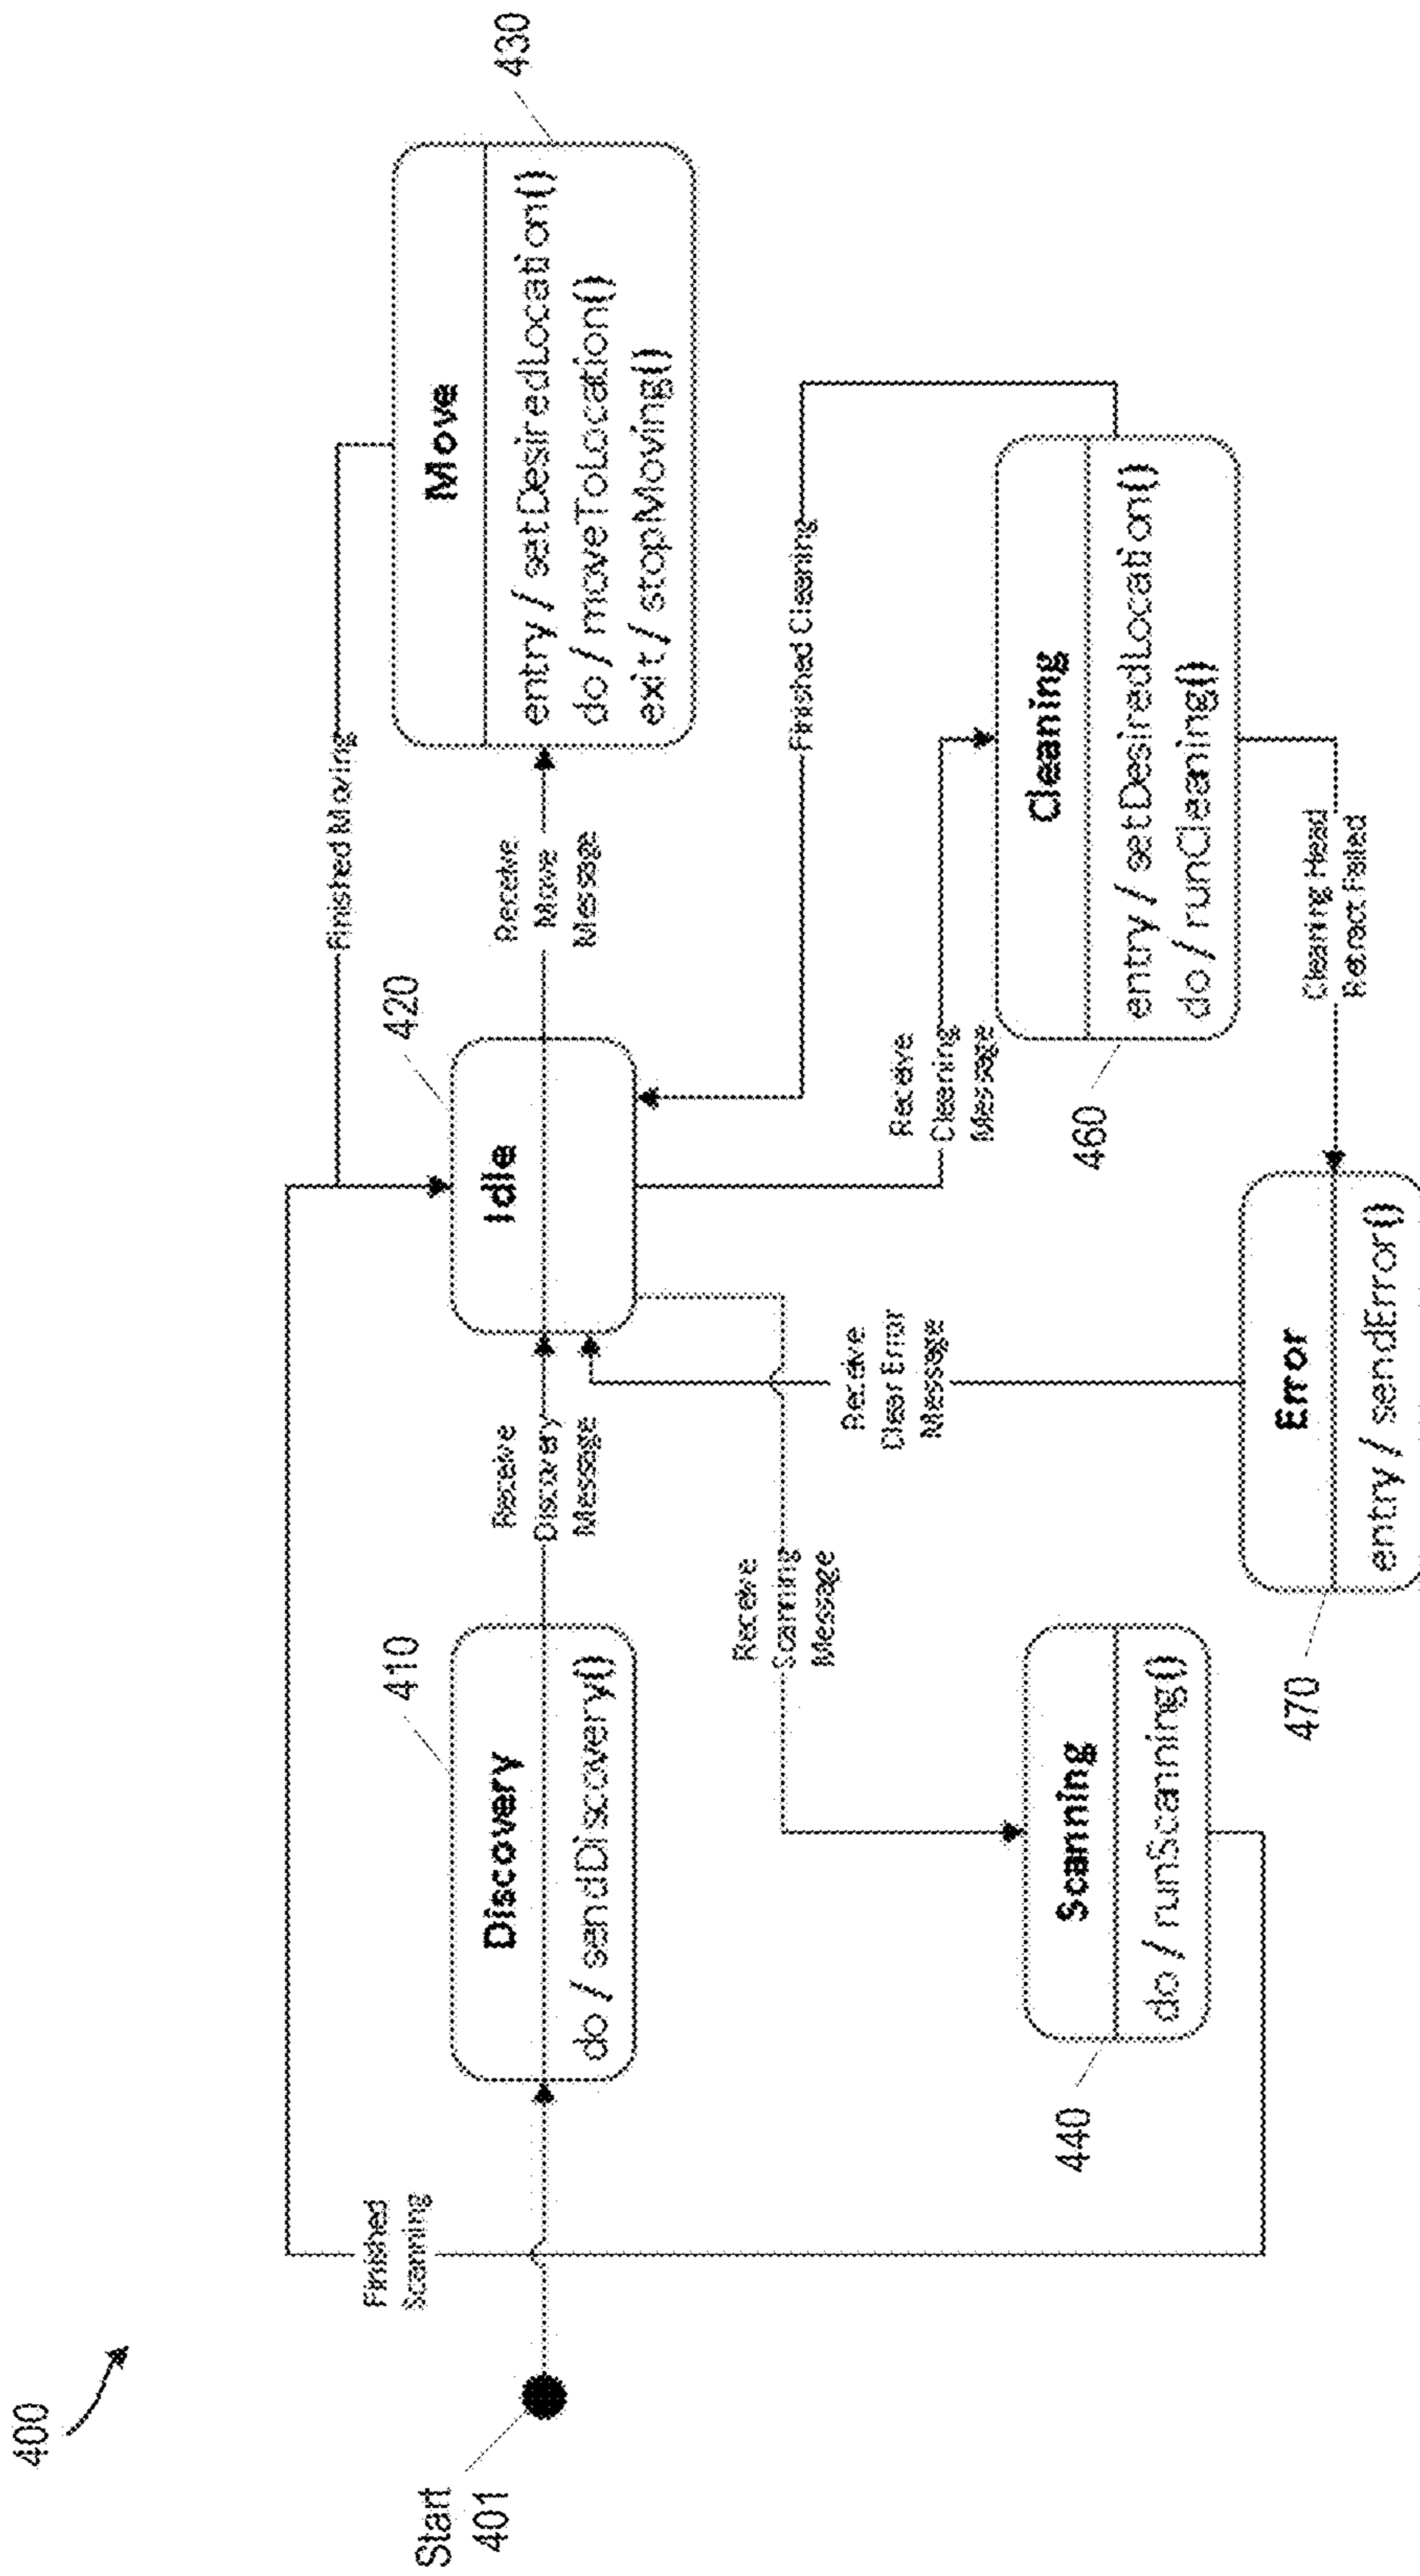 400
Start
401
Finished
Scanning
410
Discovery
do / sendDiscovery()
Receive
Discovery
Message
420
Idle
Finished Moving
Receive
Move
Message
430
Move
entry / setDesiredLocation()
do / moveToLocation()
exit / stopMoving()
Receive
Scanning
Message
440
Scanning
do / runScanning()
Receive
Clear Error
Message
Receive
Cleaning
Message
Finished Cleaning
460
Cleaning
entry / setDesiredLocation()
do / runCleaning()
Cleaning Head
Retract Failed
470
Error
entry / sendError()